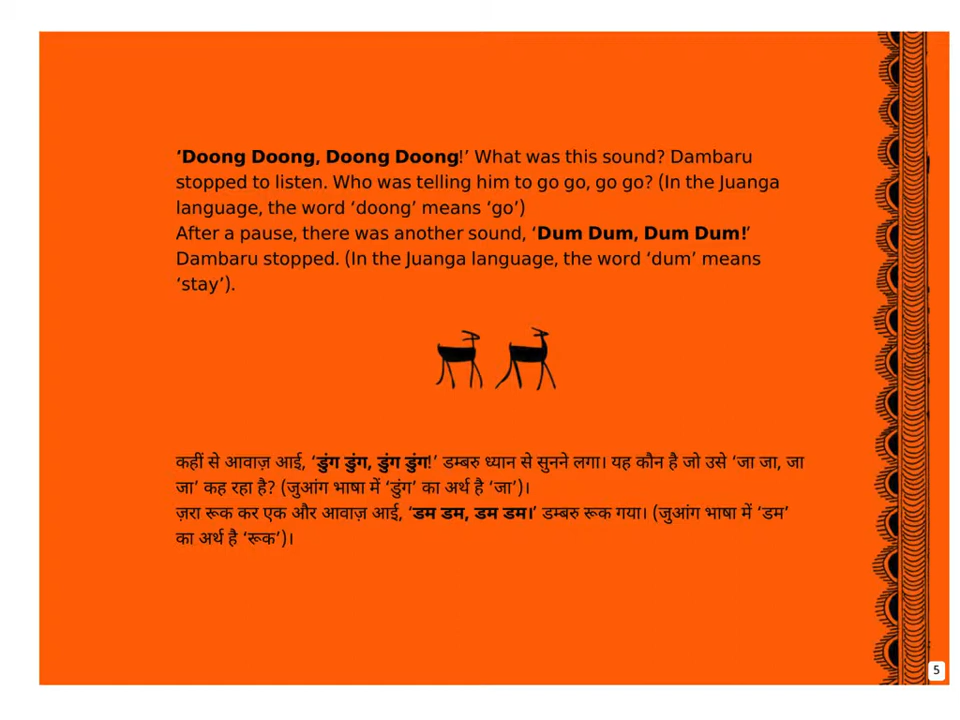 ‘Doong Doong, Doong Doong!’ What was this sound? Dambaru
stopped to listen. Who was telling him to go go, go go? (In the Juanga
language, the word ‘doong’ means ‘go’)
After a pause, there was another sound, ‘Dum Dum, Dum Dum!’
Dambaru stopped. (In the Juanga language, the word ‘dum’ means
‘stay’).
कहीं से आवाज़ आई, ‘डुंग डुंग, डुंग डुंग!’ डम्बरु ध्यान से सुनने लगा। यह कौन है जो उसे ‘जा जा, जा
जा’ कह रहा है? (जुआंग भाषा में ‘डुंग’ का अर्थ है ‘जा’)।
ज़रा रूक कर एक और आवाज़ आई, ‘डम डम, डम डम।’ डम्बरु रूक गया। (जुआंग भाषा में ‘डम’
का अर्थ है ‘रूक’)।
5